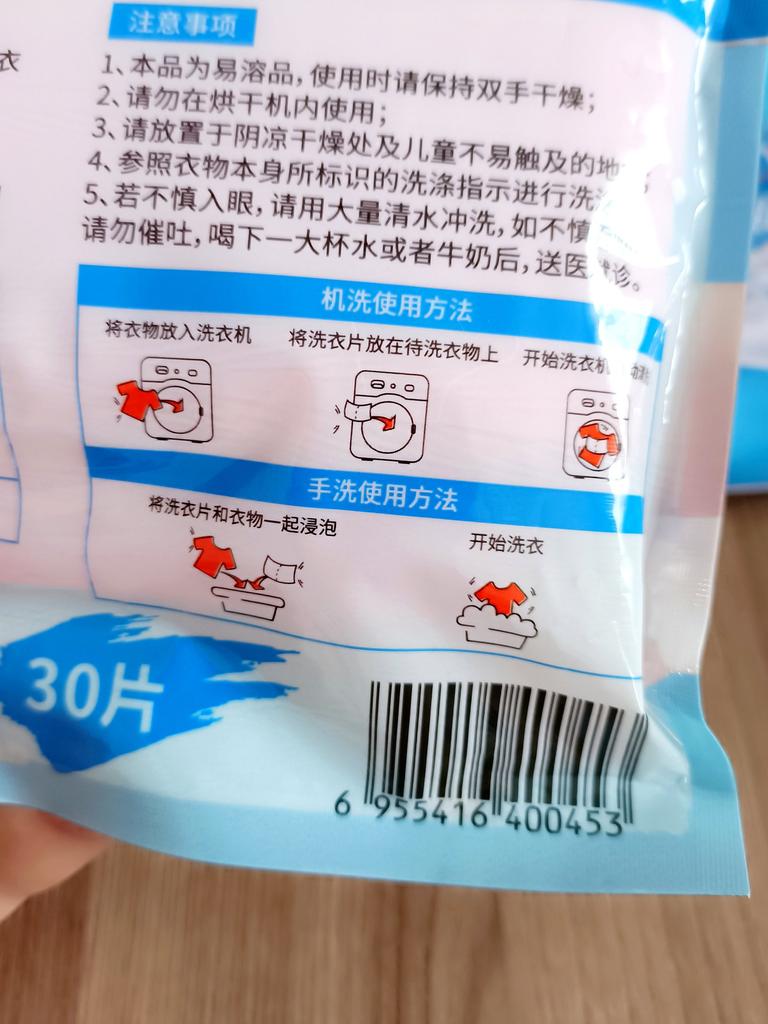 衣
注意事项
1、本品为易溶品，使用时请保持双手干燥；
2、请勿在烘干机内使用；
3、请放置于阴凉干燥处及儿童不易触及的地
4、参照衣物本身所标识的洗涤指示进行洗
5、若不慎入眼，请用大量清水冲洗，如不慎
请勿催吐，喝下一大杯水或者牛奶后，送医就诊。
机洗使用方法
将衣物放入洗衣机
将洗衣片放在待洗衣物上
开始洗衣机
手洗使用方法
将洗衣片和衣物一起浸泡
开始洗衣
30片
6 955416 400453